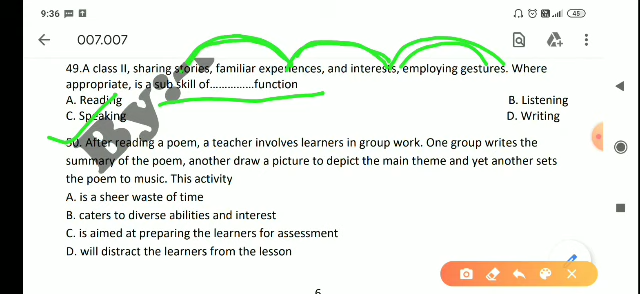 9:36
45
007.007
49.A class II, sharing stories, familiar experiences, and interests, employing gestures. Where
appropriate, is a sub skill of...............function
A. Reading
B. Listening
C. Speaking
D. Writing
50. After reading a poem, a teacher involves learners in group work. One group writes the
summary of the poem, another draw a picture to depict the main theme and yet another sets
the poem to music. This activity
A. is a sheer waste of time
B. caters to diverse abilities and interest
C. is aimed at preparing the learners for assessment
D. will distract the learners from the lesson
6